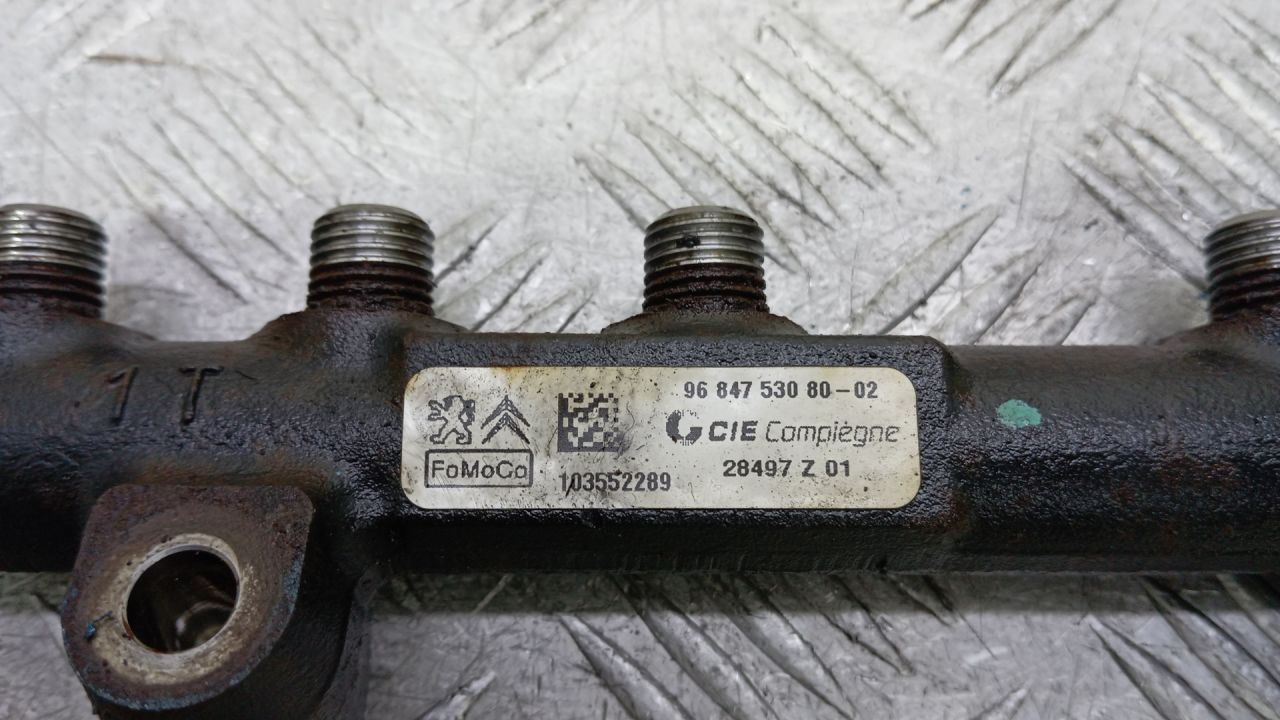 1 T
96 847 530 80-02
CIE Compiègne
FoMoCo
103552289
28497 Z 01